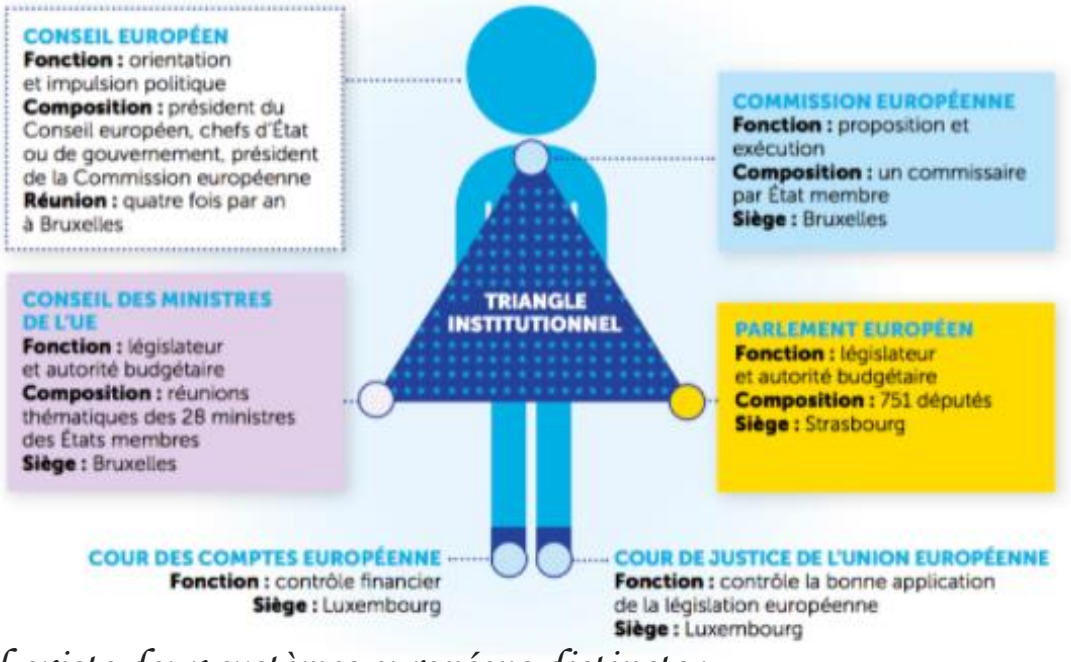 CONSEIL EUROPÉEN
Fonction : orientation
et impulsion politique
Composition : président du
Conseil européen, chefs d'État
ou de gouvernement, président
de la Commission européenne
Réunion : quatre fois par an
à Bruxelles
COMMISSION EUROPÉENNE
Fonction : proposition et
exécution
Composition : un commissaire
par État membre
Siège : Bruxelles
CONSEIL DES MINISTRES
DE L'UE
Fonction : législateur
et autorité budgétaire
Composition : réunions
thématiques des 28 ministres
des États membres
Siège : Bruxelles
TRIANGLE
INSTITUTIONNEL
PARLEMENT EUROPÉEN
Fonction : législateur
et autorité budgétaire
Composition : 751 députés
Siège : Strasbourg
COUR DES COMPTES EUROPÉENNE
Fonction : contrôle financier
Siège : Luxembourg
COUR DE JUSTICE DE L'UNION EUROPÉENNE
Fonction : contrôle la bonne application
de la législation européenne
Siège : Luxembourg
existe deux systèmes européens distincts